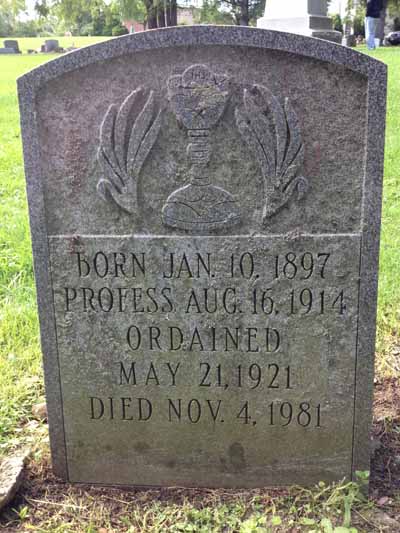 BORN JAN. 10. 1897
PROFESS AUG. 16. 1914
ORDAINED
MAY 21, 1921
DIED NOV. 4, 1981